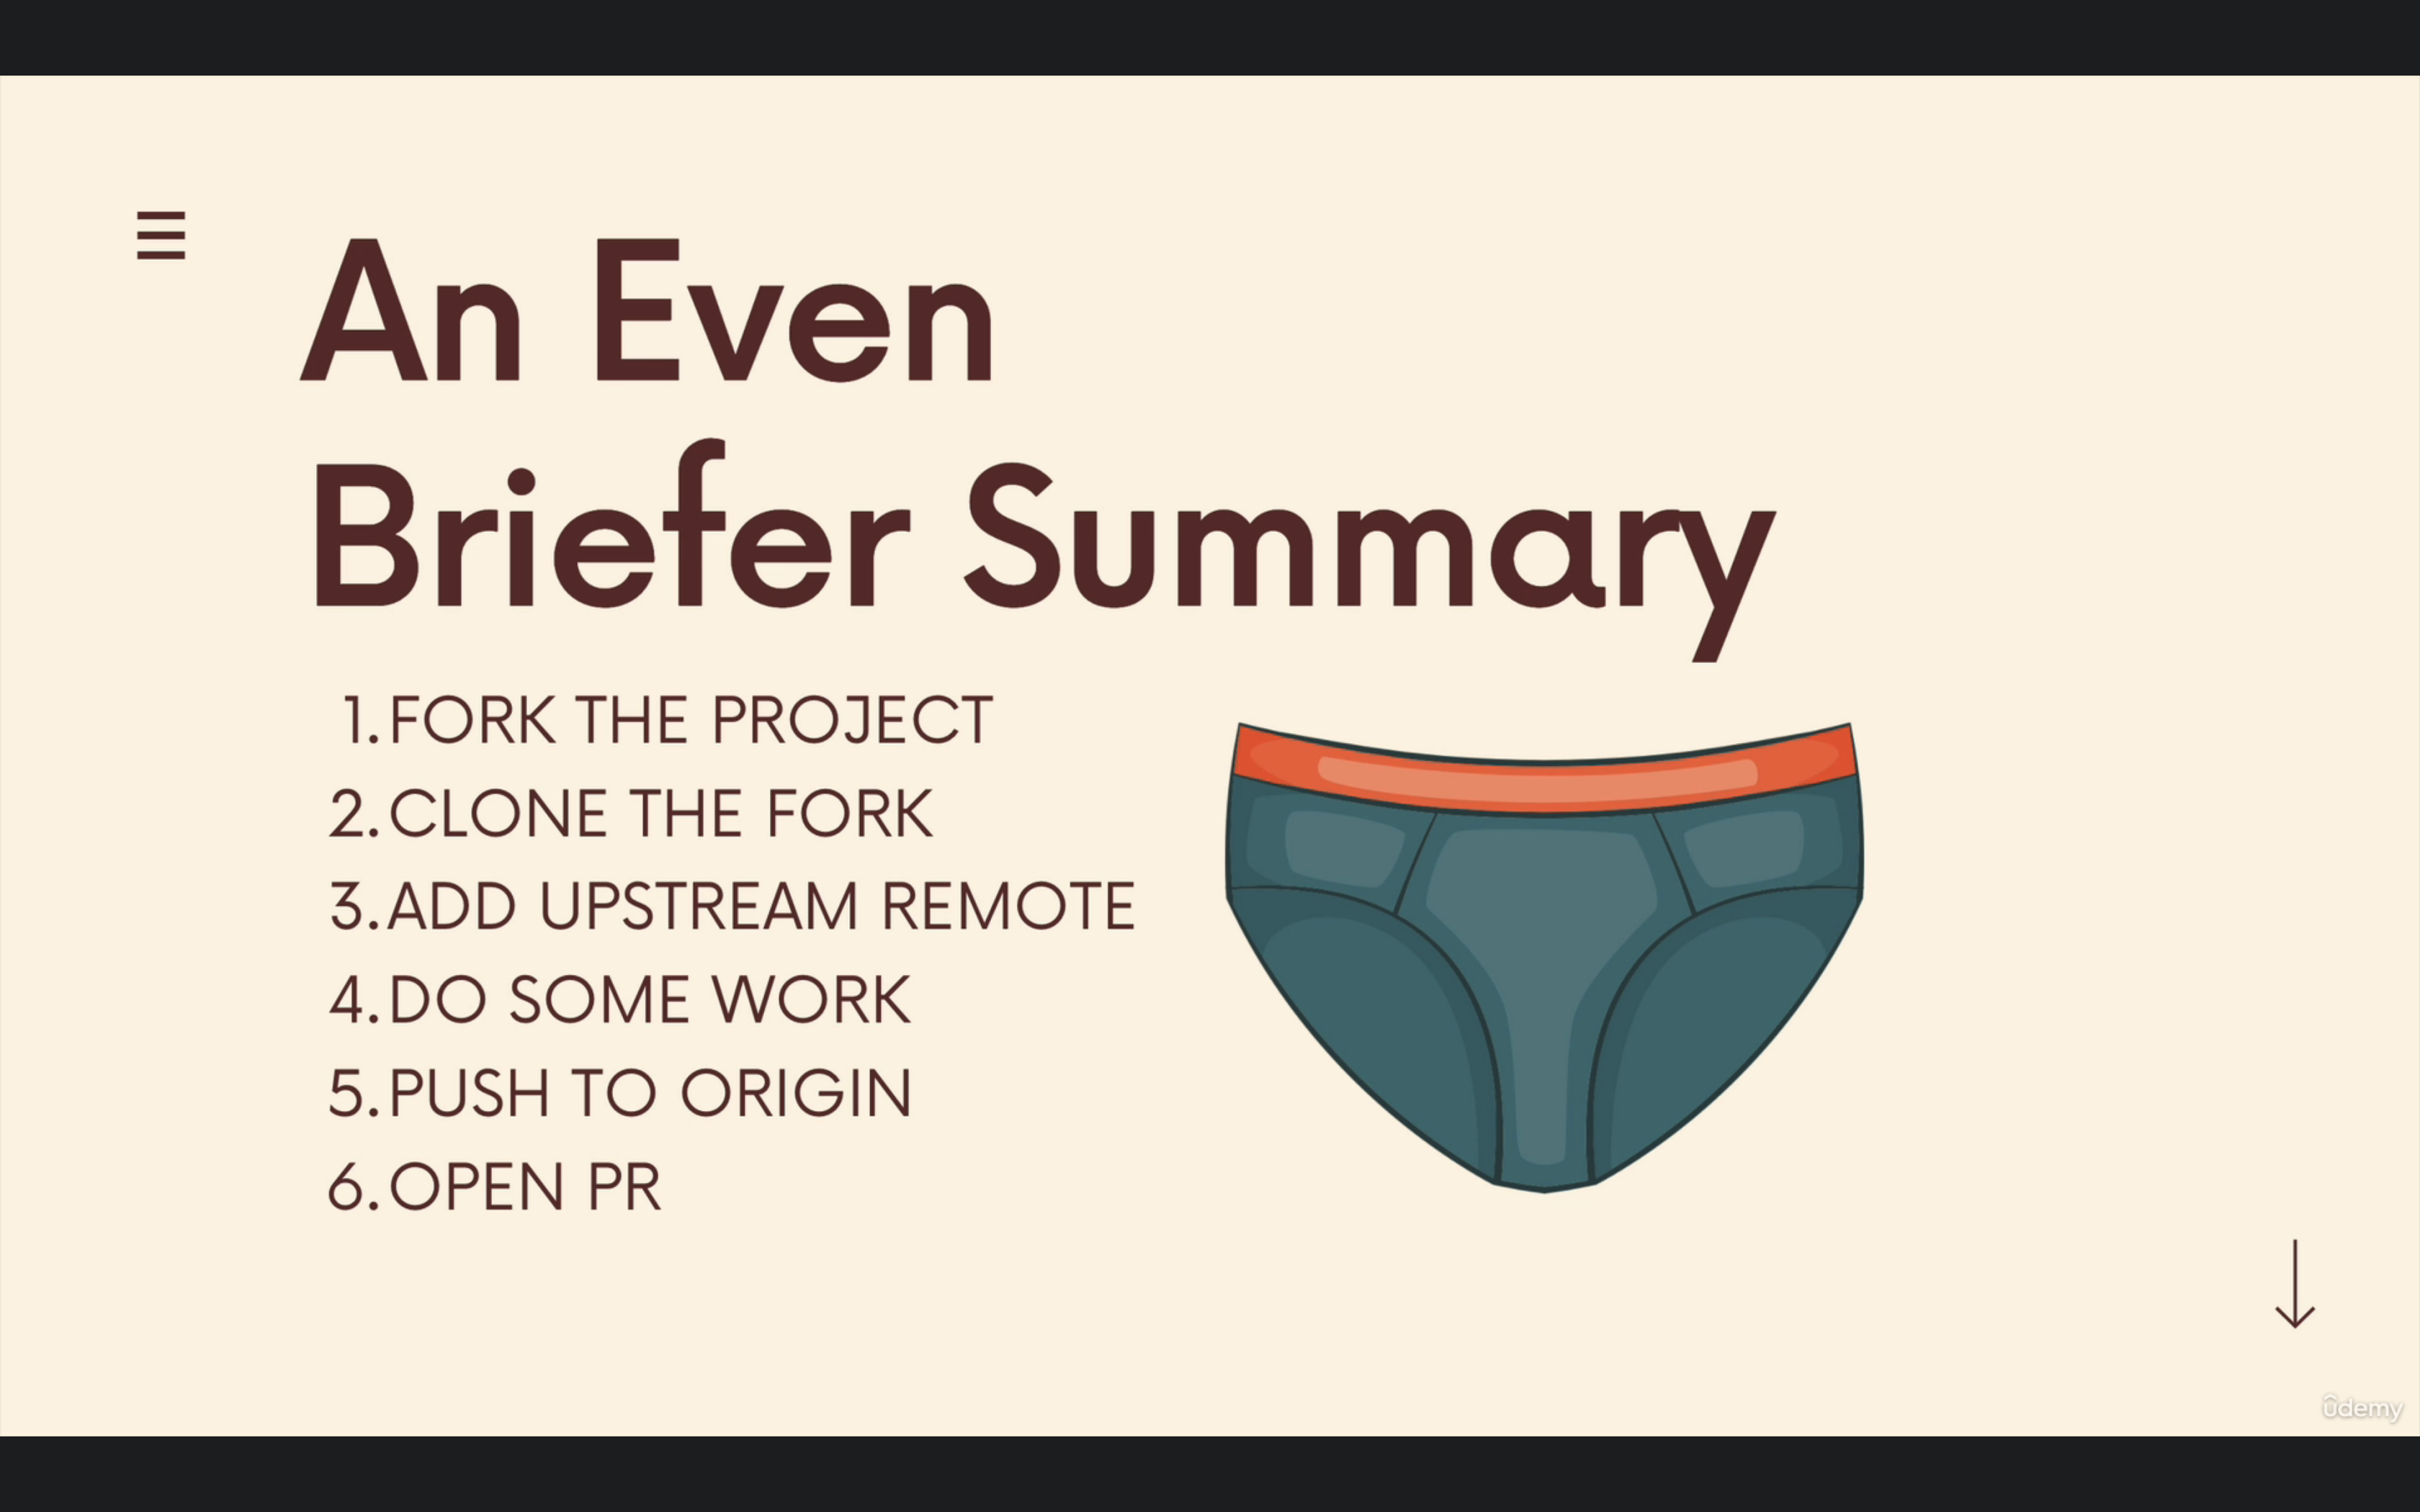 An Even
Briefer Summary
1. FORK THE PROJECT
2. CLONE THE FORK
3. ADD UPSTREAM REMOTE
4. DO SOME WORK
5. PUSH TO ORIGIN
6. OPEN PR
ûdemy